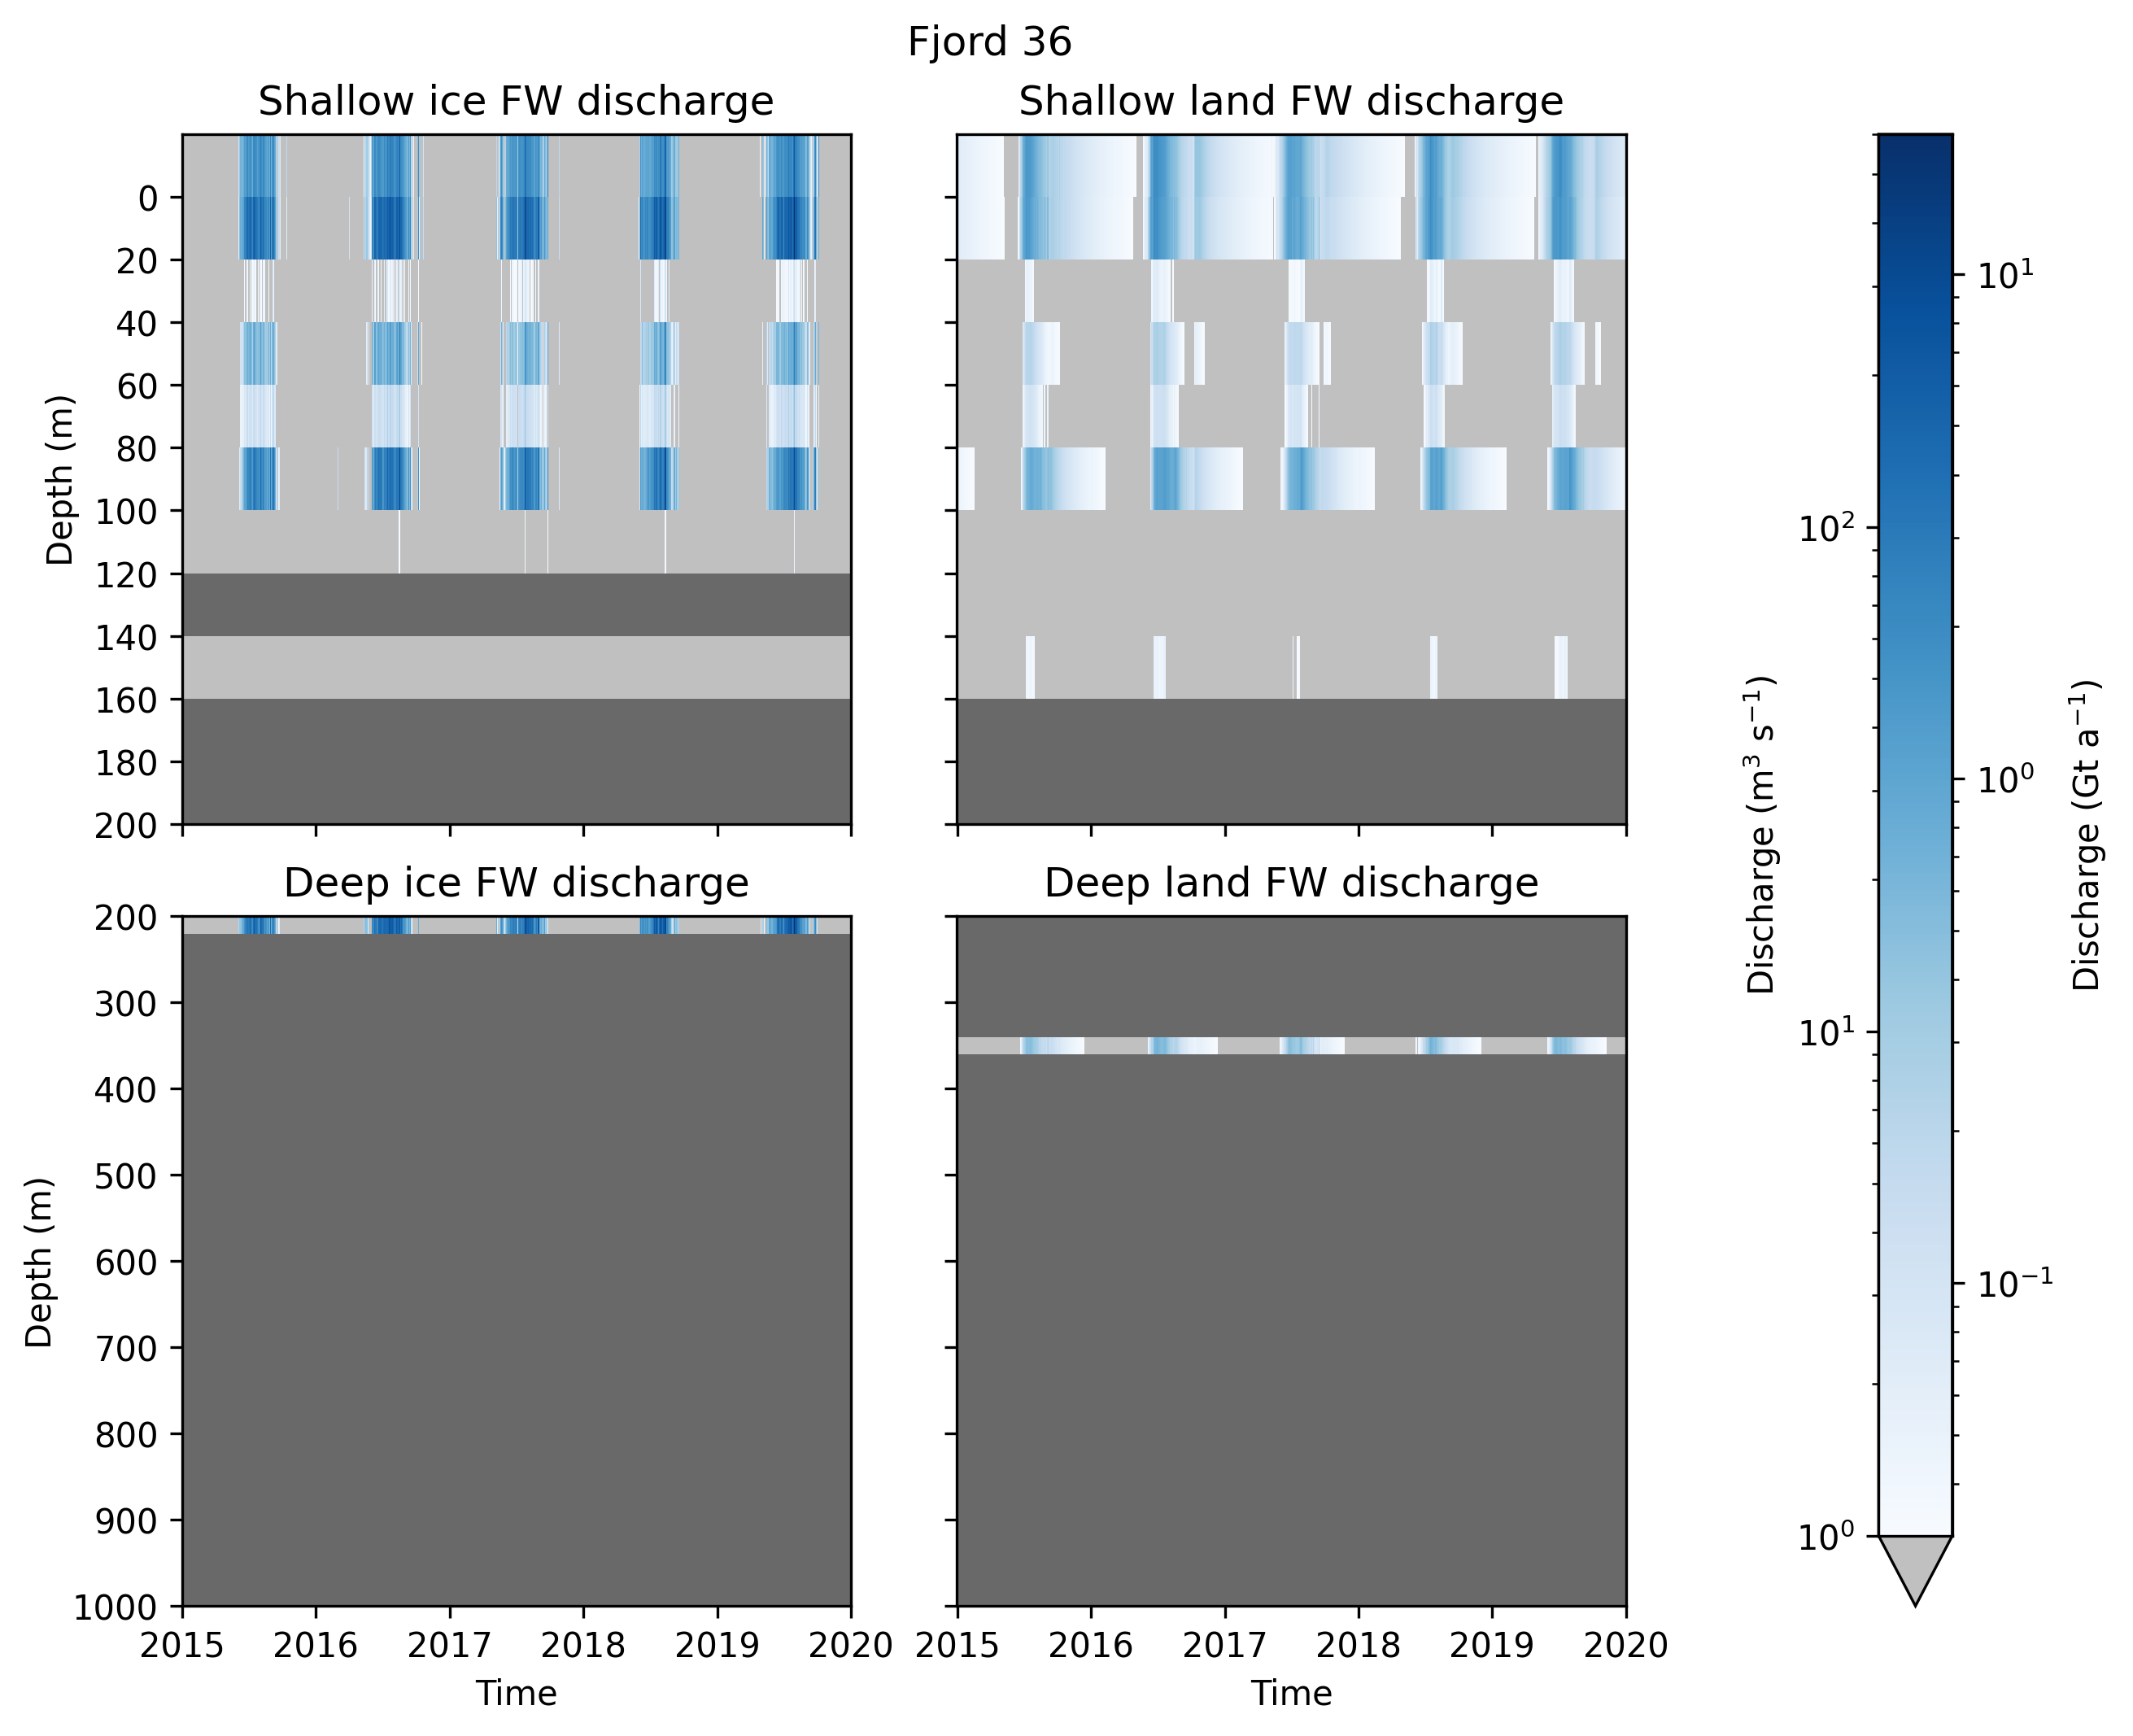 Fjord 36
Shallow ice FW discharge
Shallow land FW discharge
0
20
40
60
80
100
120
140
160
180
200
Depth (m)
Deep ice FW discharge
Deep land FW discharge
200
300
400
500
600
700
800
900
1000
Depth (m)
2015 2016 2017 2018 2019 2020
2015 2016 2017 2018 2019 2020
Time
Time
10²
10¹
10⁰
Discharge (m³ s⁻¹)
10¹
10⁰
10⁻¹
Discharge (Gt a⁻¹)